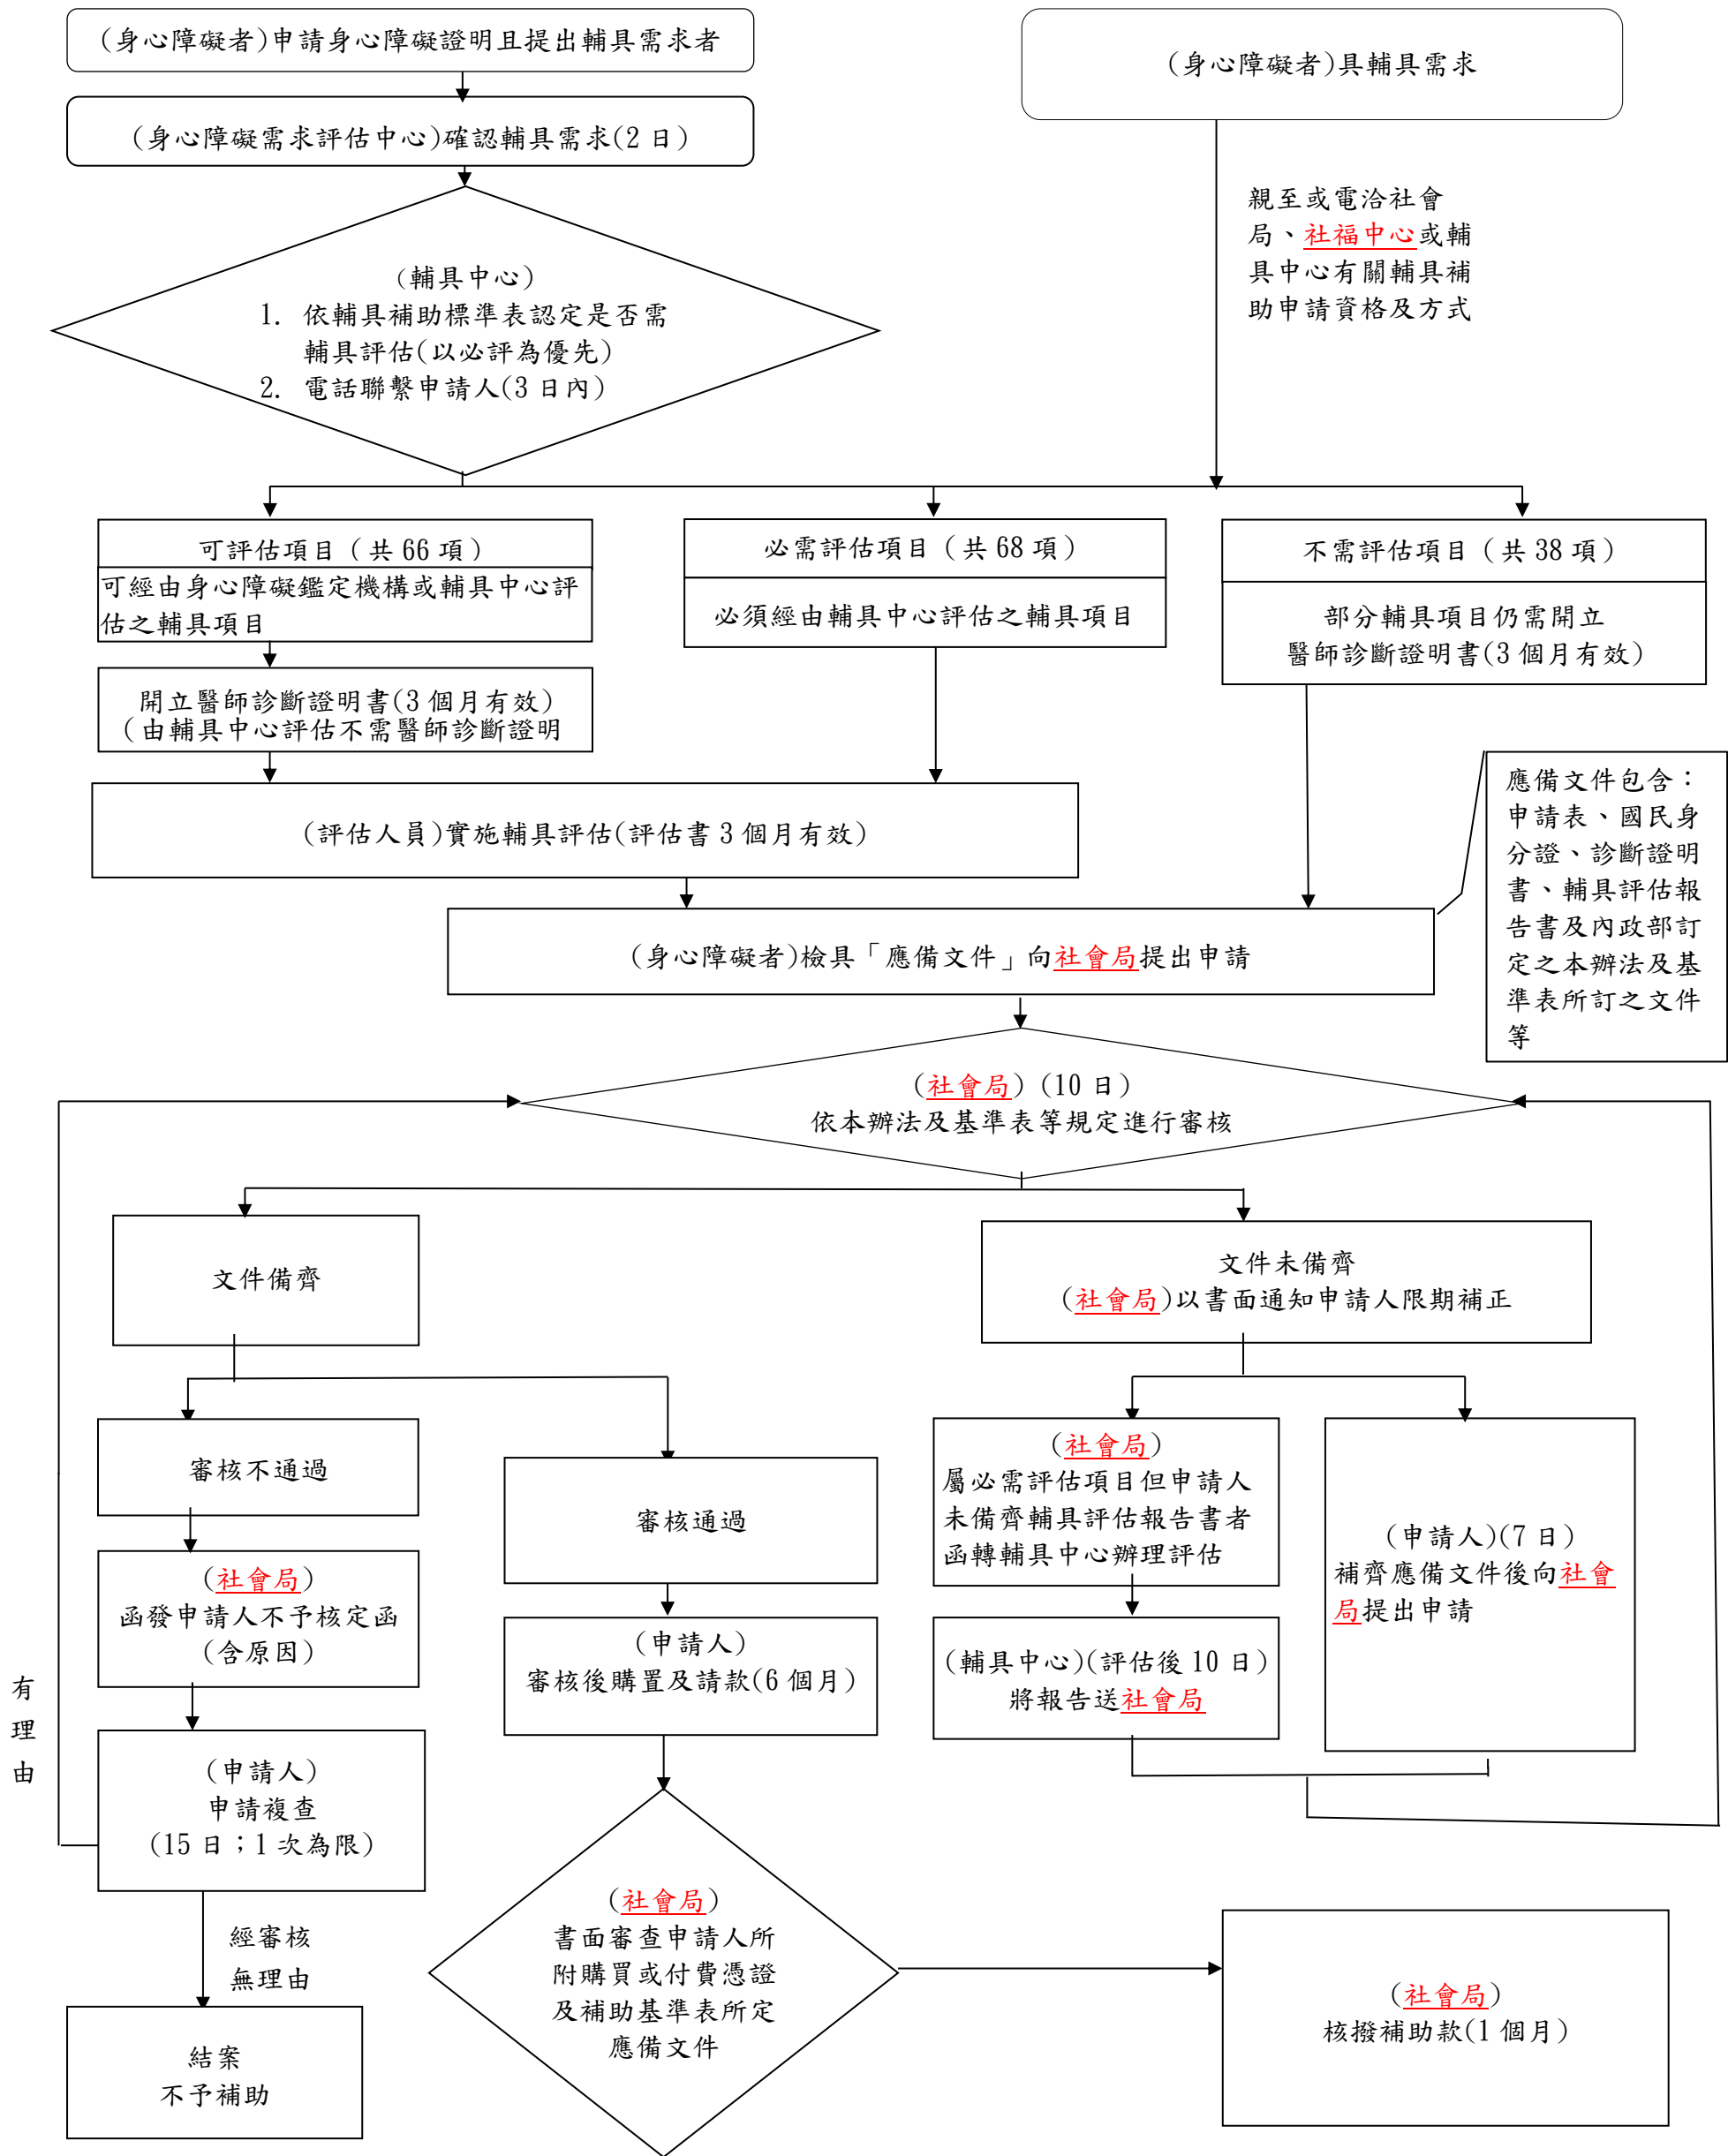 (身心障礙者)申請身心障礙證明且提出輔具需求者
(身心障礙者)具輔具需求
(身心障礙需求評估中心)確認輔具需求(2 日)
親至或電洽社會
局、社福中心或輔
具中心有關輔具補
助申請資格及方式
(輔具中心)
1. 依輔具補助標準表認定是否需
輔具評估(以必評為優先)
2. 電話聯繫申請人(3 日內)
可評估項目（共 66 項）
可經由身心障礙鑑定機構或輔具中心評
估之輔具項目
必需評估項目（共 68 項）
必須經由輔具中心評估之輔具項目
不需評估項目（共 38 項）
部分輔具項目仍需開立
醫師診斷證明書(3 個月有效)
開立醫師診斷證明書(3 個月有效)
(由輔具中心評估不需醫師診斷證明
(評估人員)實施輔具評估(評估書 3 個月有效)
應備文件包含：
申請表、國民身
分證、診斷證明
書、輔具評估報
告書及內政部訂
定之本辦法及基
準表所訂之文件
等
(身心障礙者)檢具「應備文件」向社會局提出申請
(社會局) (10 日)
依本辦法及基準表等規定進行審核
文件備齊
文件未備齊
(社會局)以書面通知申請人限期補正
審核不通過
審核通過
(社會局)
屬必需評估項目但申請人
未備齊輔具評估報告書者
函轉輔具中心辦理評估
(申請人)(7 日)
補齊應備文件後向社會
局提出申請
(社會局)
函發申請人不予核定函
(含原因)
(申請人)
審核後購置及請款(6 個月)
(輔具中心)(評估後 10 日)
將報告送社會局
有
理
由
(申請人)
申請複查
(15 日；1 次為限)
經審核
無理由
(社會局)
書面審查申請人所
附購買或付費憑證
及補助基準表所定
應備文件
(社會局)
核撥補助款(1 個月)
結案
不予補助